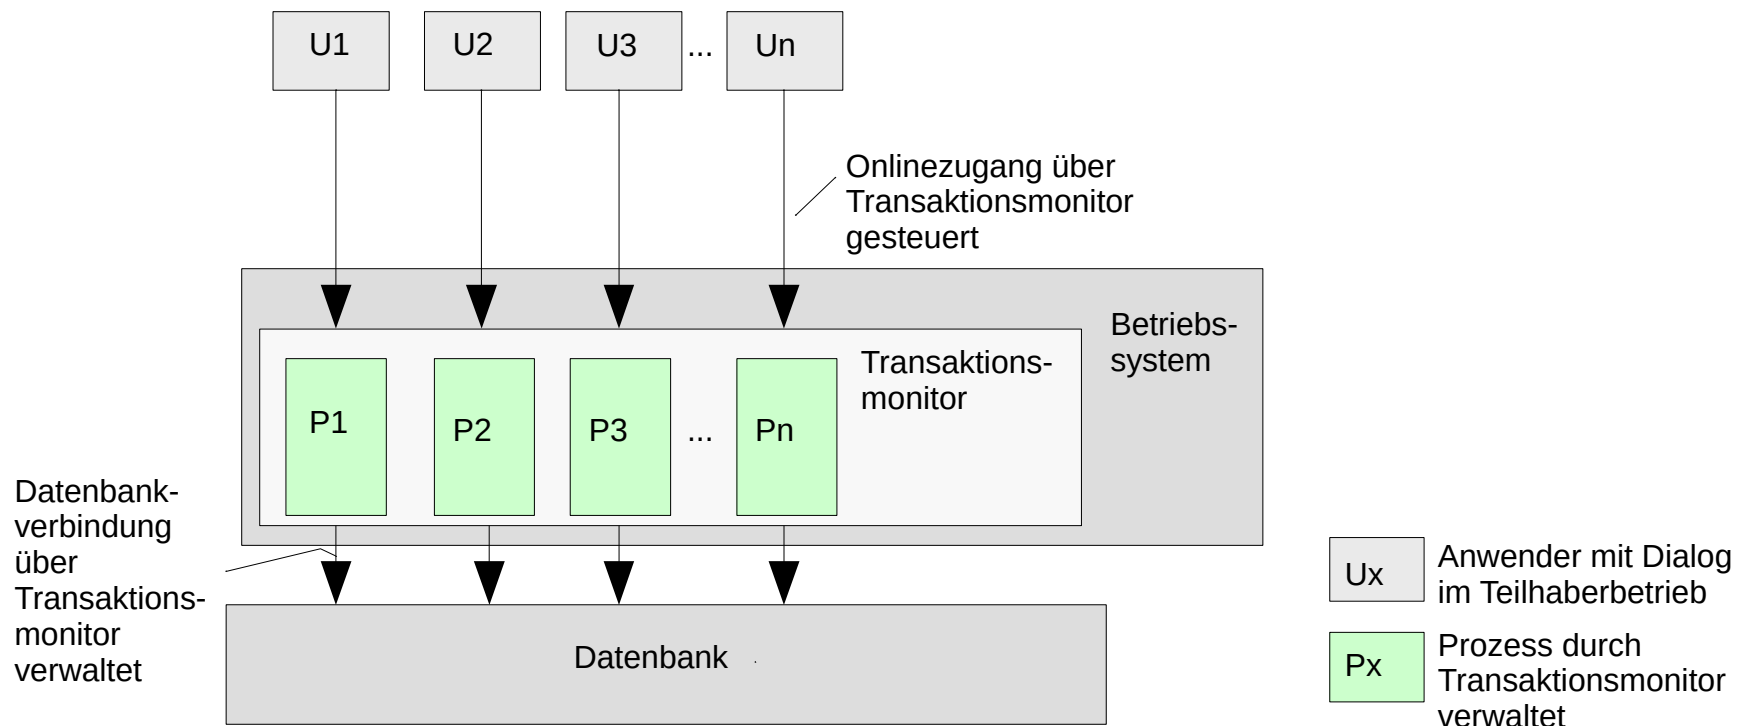 U1
U2
U3
...
Un
Onlinezugang über
Transaktionsmonitor
gesteuert
Betriebs-
system
Transaktions-
monitor
P1
P2
P3
...
Pn
Datenbank-
verbindung
über
Transaktions-
monitor
verwaltet
Datenbank
Ux
Anwender mit Dialog
im Teilhaberbetrieb
Px
Prozess durch
Transaktionsmonitor
verwaltet